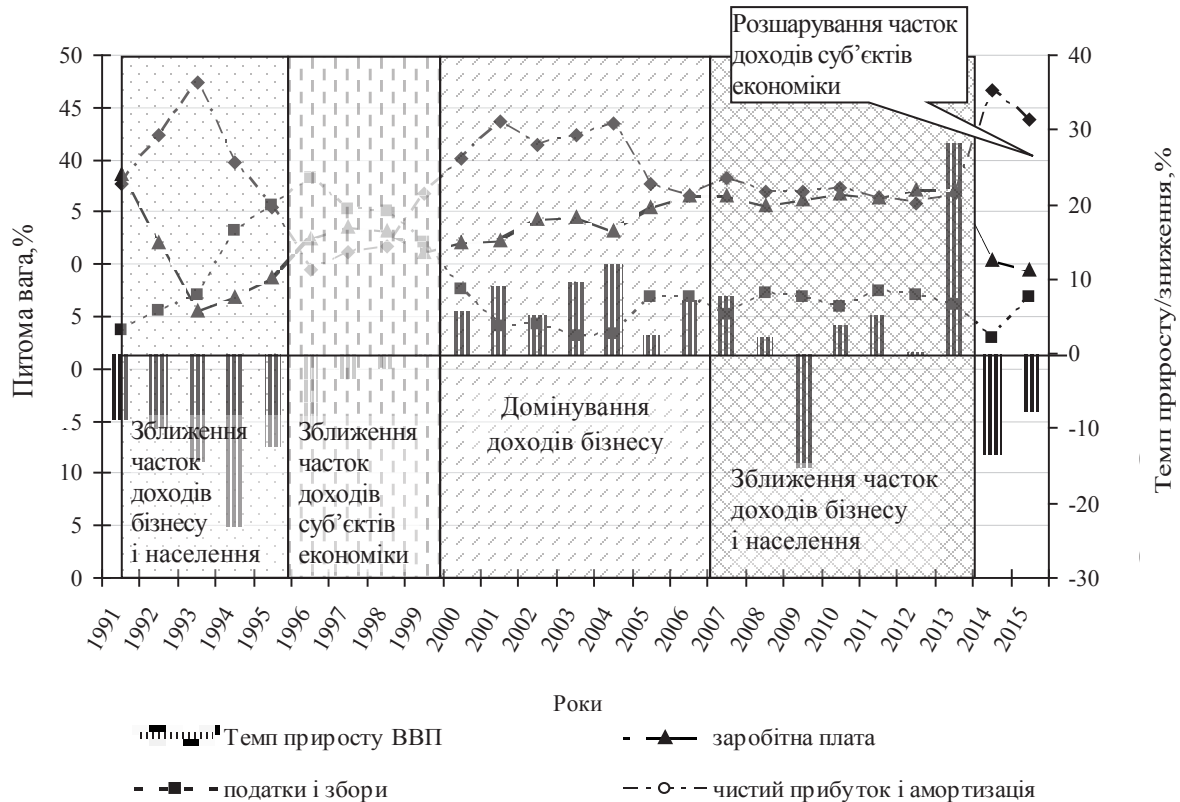 Розшарування часток
доходів суб’єктів
економіки
50
45
40
5
0
5
0
-5
10
5
0
40
30
20
10
0
-10
-20
-30
Питома вага,%
Темп приросту/зниження,%
Зближення
часток
доходів
бізнесу
і населення
Зближення
часток
доходів
суб’єктів
економіки
Домінування
доходів бізнесу
Зближення часток
доходів бізнесу
і населення
1991
1992
1993
1994
1995
1996
1997
1998
1999
2000
2001
2002
2003
2004
2005
2006
2007
2008
2009
2010
2011
2012
2013
2014
2015
Роки
Темп приросту ВВП
заробітна плата
податки і збори
чистий прибуток і амортизація